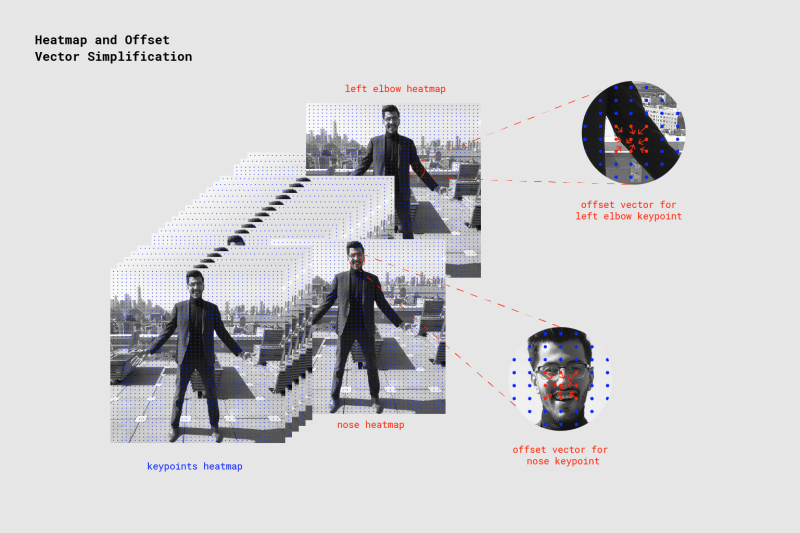 Heatmap and Offset
Vector Simplification
left elbow heatmap
offset vector for
left elbow keypoint
nose heatmap
offset vector for
nose keypoint
keypoints heatmap